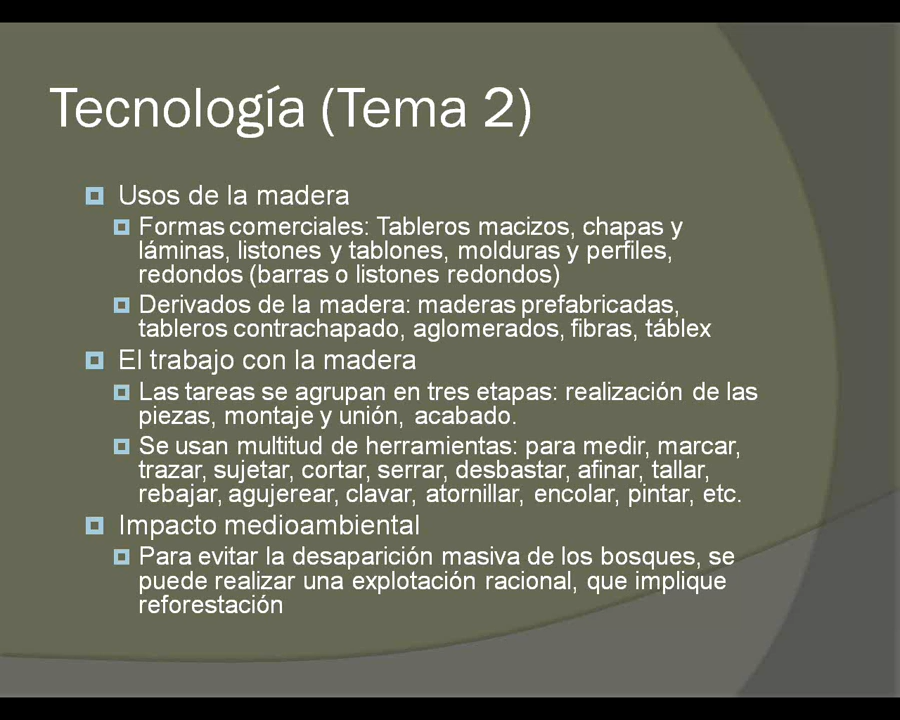 Tecnología (Tema 2)
Usos de la madera
Formas comerciales: Tableros macizos, chapas y
láminas, listones y tablones, molduras y perfiles,
redondos (barras o listones redondos)
Derivados de la madera: maderas prefabricadas,
tableros contrachapado, aglomerados, fibras, táblex
El trabajo con la madera
Las tareas se agrupan en tres etapas: realización de las
piezas, montaje y unión, acabado.
Se usan multitud de herramientas: para medir, marcar,
trazar, sujetar, cortar, serrar, desbastar, afinar, tallar,
rebajar, agujerear, clavar, atornillar, encolar, pintar, etc.
Impacto medioambiental
Para evitar la desaparición masiva de los bosques, se
puede realizar una explotación racional, que implique
reforestación